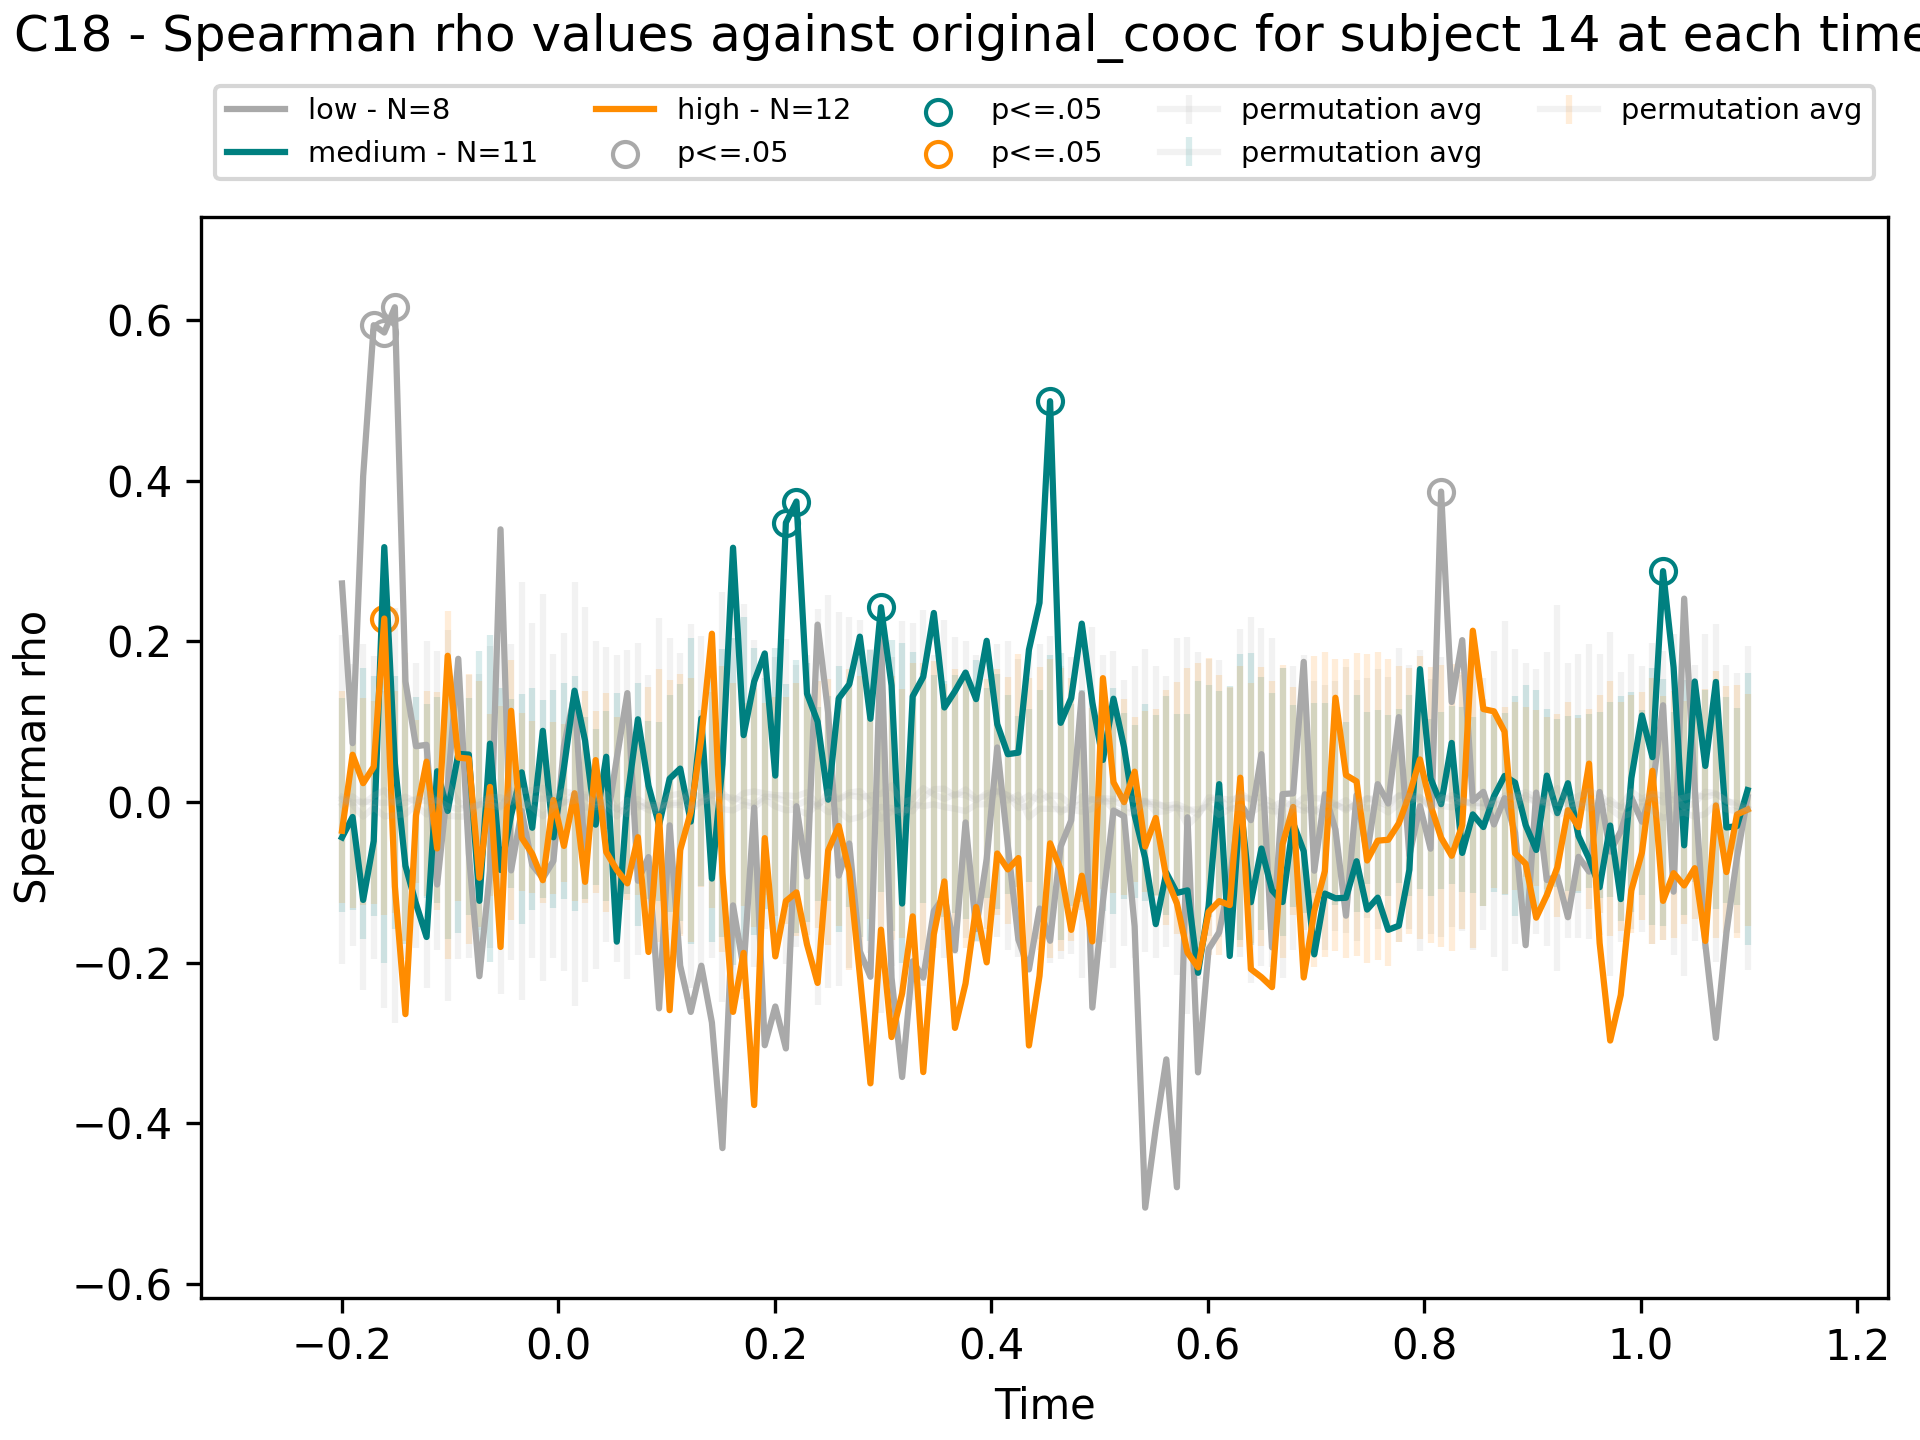 C18 - Spearman rho values against original_cooc for subject 14 at each time
low - N=8
medium - N=11
high - N=12
p<=.05
p<=.05
p<=.05
permutation avg
permutation avg
permutation avg
Spearman rho
0.6
0.4
0.2
0.0
−0.2
−0.4
−0.6
−0.2 0.0 0.2 0.4 0.6 0.8 1.0 1.2
Time